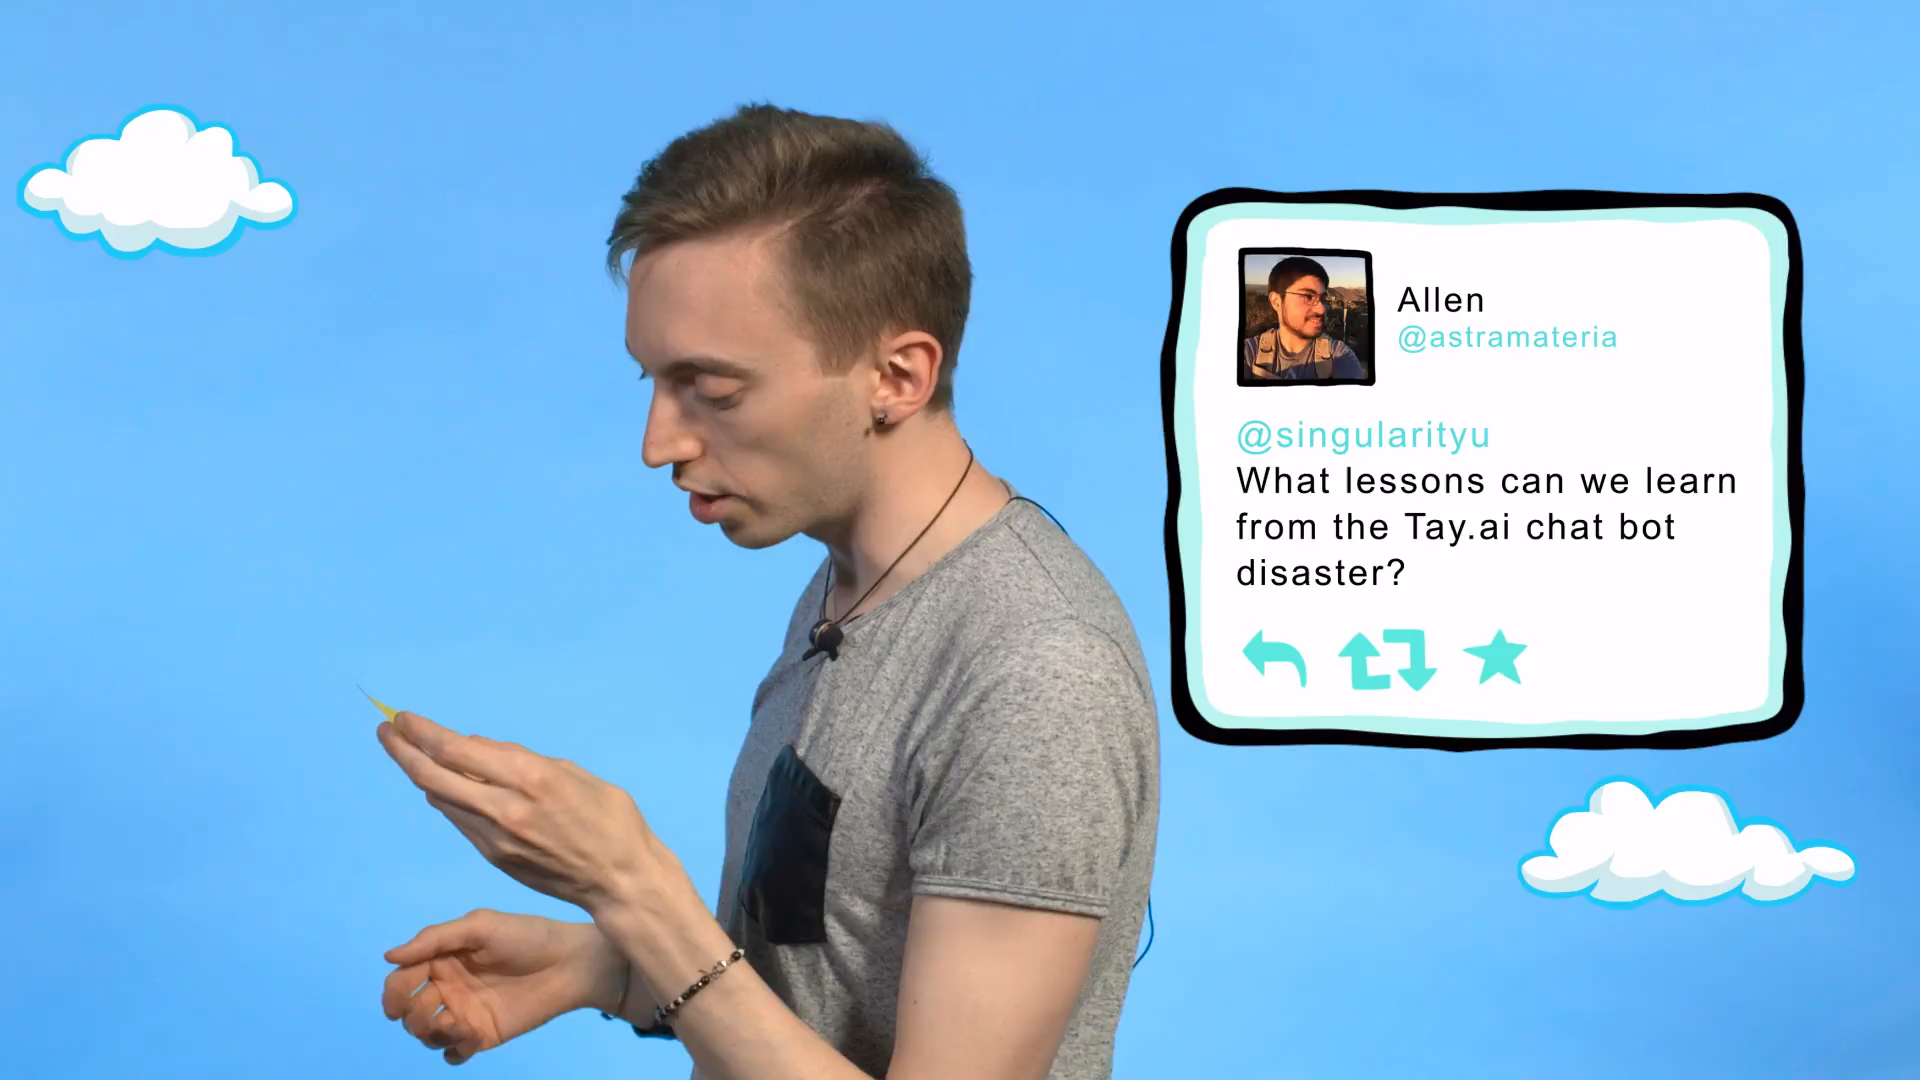 Allen
@astramateria
@singularityu
What lessons can we learn
from the Tay.ai chat bot
disaster?